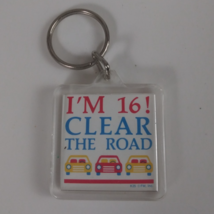 I'M 16!
CLEAR
THE ROAD